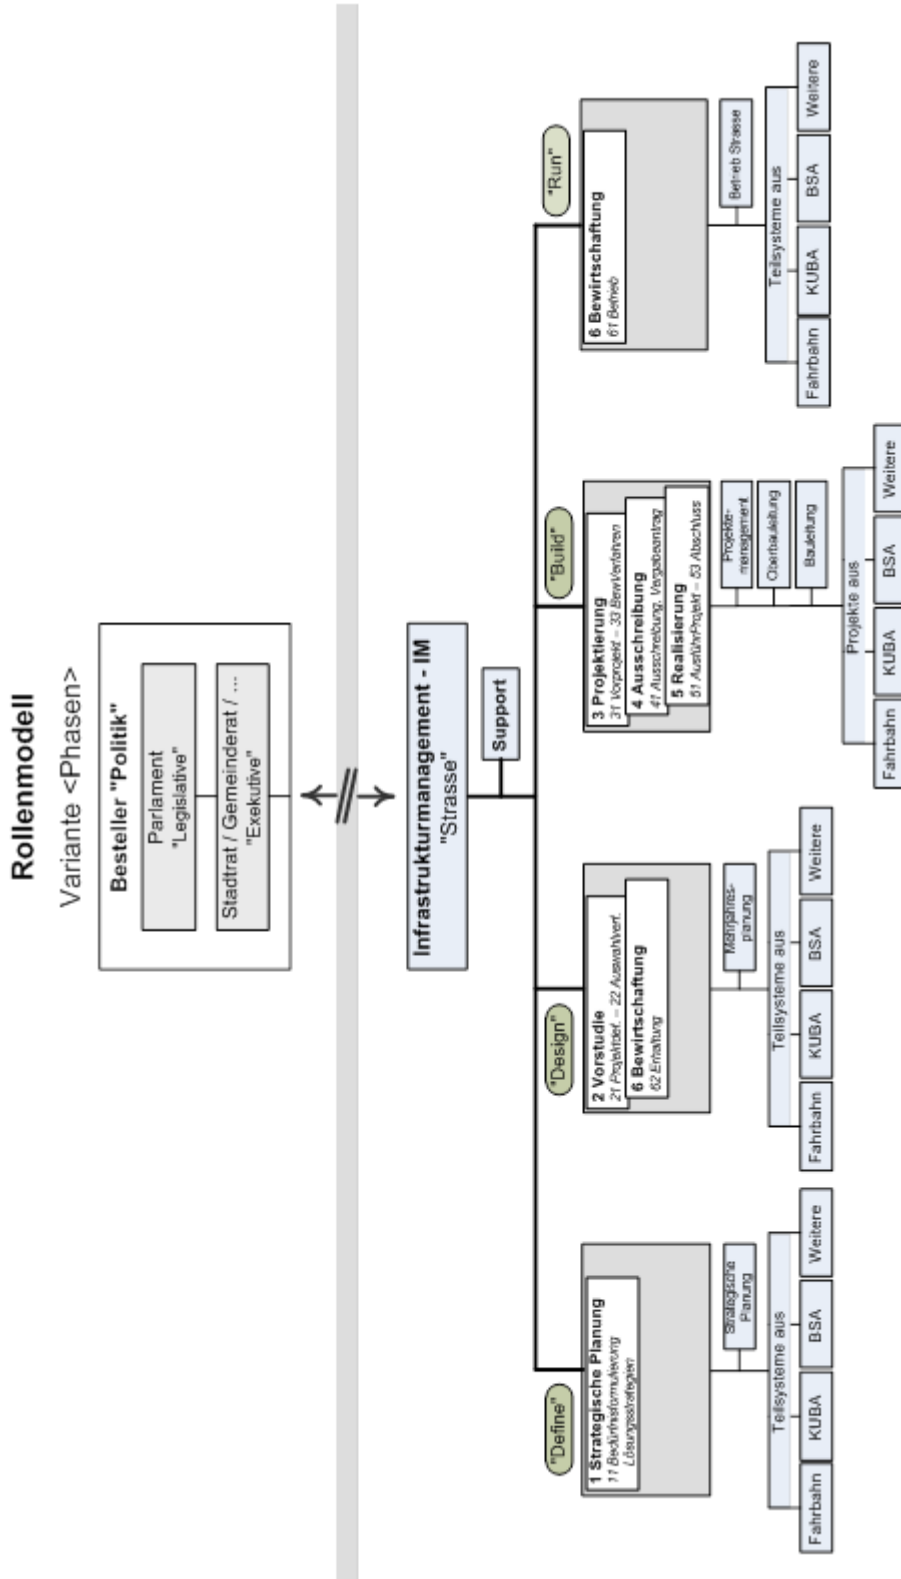 Rollenmodell
Variante <Phasen>
Besteller "Politik"
Parlament
"Legislative"
Stadtrat / Gemeinderat / ...
"Exekutive"
Infrastrukturmanagement - IM
"Strasse"
Support
"Define"
1 Strategische Planung
11 Bedürfnisformulierung
Lösungsstrategien
Strategische
Planung
Teilsysteme aus
Fahrbahn
KUBA
BSA
Weitere
"Design"
2 Vorstudie
21 Projektdef. – 22 Auswahlverf.
6 Bewirtschaftung
62 Erhaltung
Mehrjahres-
planung
Teilsysteme aus
Fahrbahn
KUBA
BSA
Weitere
"Build"
3 Projektierung
31 Vorprojekt – 33 BewVerfahren
4 Ausschreibung
41 Ausschreibung, Vergabeantrag
5 Realisierung
51 AusführProjekt – 53 Abschluss
Projekte-
management
Oberbauleitung
Bauleitung
Projekte aus
Fahrbahn
KUBA
BSA
Weitere
"Run"
6 Bewirtschaftung
61 Betrieb
Betrieb Strasse
Teilsysteme aus
Fahrbahn
KUBA
BSA
Weitere